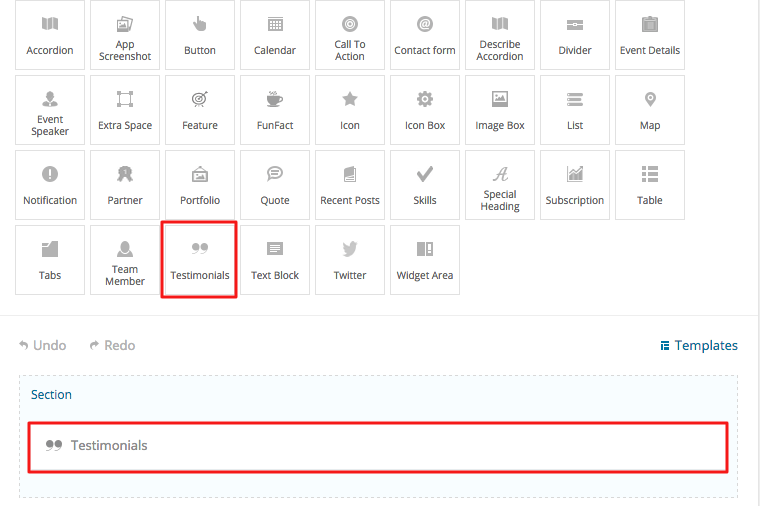 Accordion
App
Screenshot
Button
Calendar
Call To
Action
Contact form
Describe
Accordion
Divider
Event Details
Event
Speaker
Extra Space
Feature
FunFact
Icon
Icon Box
Image Box
List
Map
Notification
Partner
Portfolio
Quote
Recent Posts
Skills
Special
Heading
Subscription
Table
Tabs
Team
Member
Testimonials
Text Block
Twitter
Widget Area
Undo
Redo
Templates
Section
Testimonials